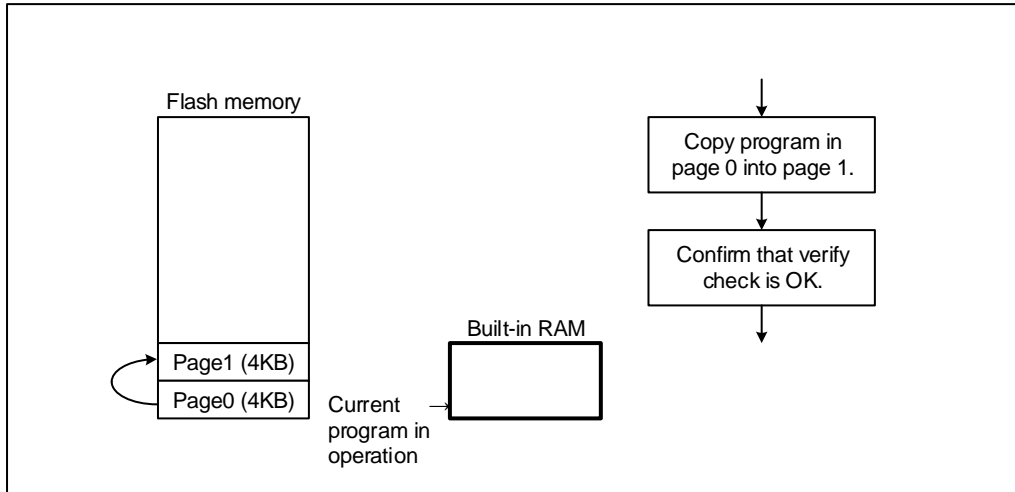 Flash memory
Page1 (4KB)
Page0 (4KB)
Current
program in
operation
Built-in RAM
Copy program in
page 0 into page 1.
Confirm that verify
check is OK.